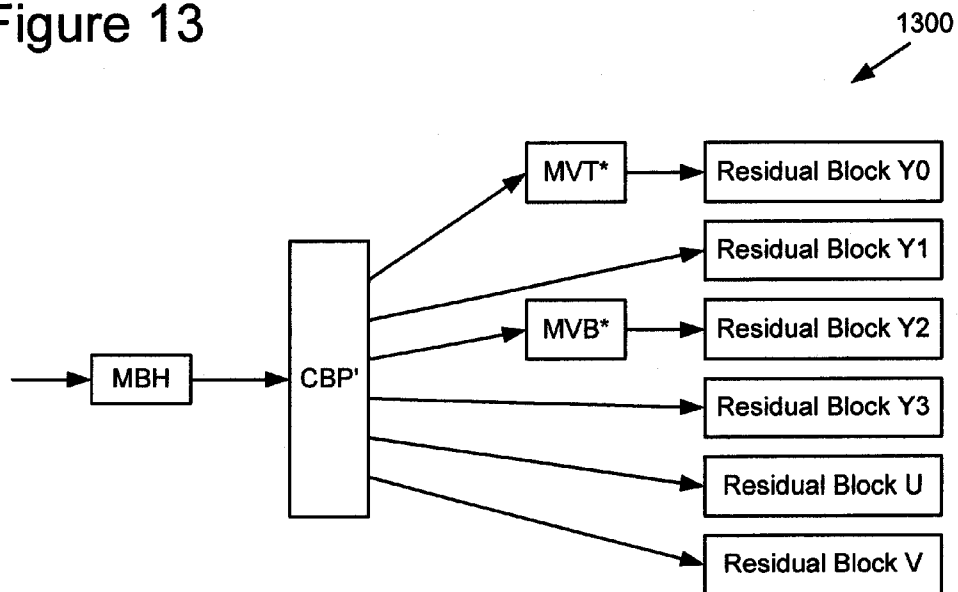 Figure 13
1300
MVT*
Residual Block Y0
Residual Block Y1
MVB*
Residual Block Y2
MBH
CBP'
Residual Block Y3
Residual Block U
Residual Block V